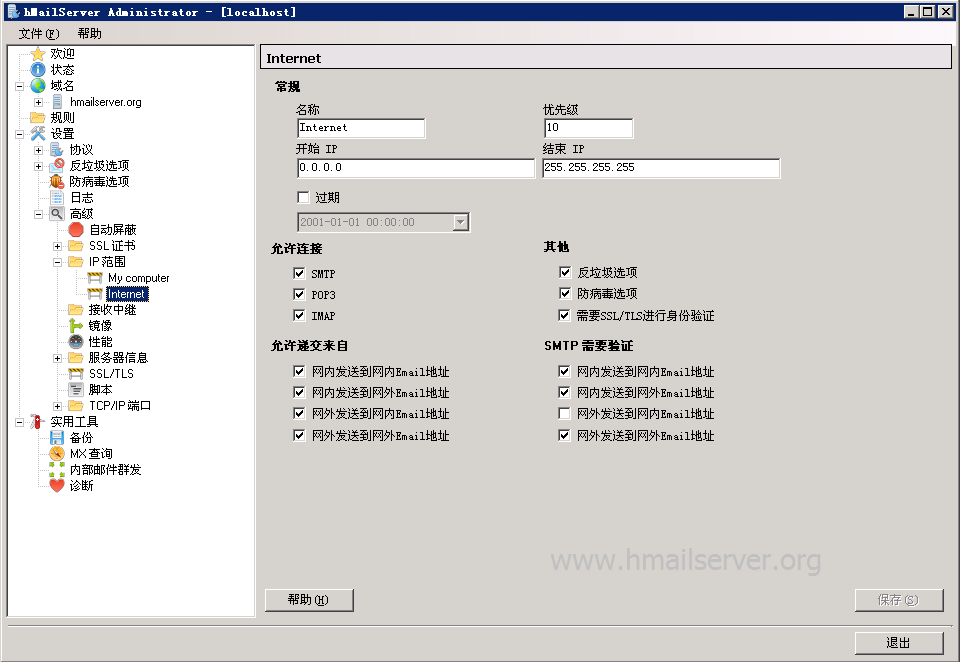 hMailServer Administrator - [localhost]
文件(F) 帮助
欢迎
状态
域名
hmailserver.org
规则
设置
协议
反垃圾选项
防病毒选项
日志
高级
自动屏蔽
SSL 证书
IP 范围
My computer
Internet
接收中继
镜像
性能
服务器信息
SSL/TLS
脚本
TCP/IP 端口
实用工具
备份
MX 查询
内部邮件群发
诊断
Internet
常规
名称 优先级
Internet 10
开始 IP 结束 IP
0.0.0.0 255.255.255.255
过期
2001-01-01 00:00:00
允许连接 其他
SMTP 反垃圾选项
POP3 防病毒选项
IMAP 需要SSL/TLS进行身份验证
允许递交来自 SMTP 需要验证
网内发送到网内Email地址 网内发送到网内Email地址
网内发送到网外Email地址 网内发送到网外Email地址
网外发送到网内Email地址 网外发送到网内Email地址
网外发送到网外Email地址 网外发送到网外Email地址
www.hmailserver.org
帮助(H) 保存(S)
退出